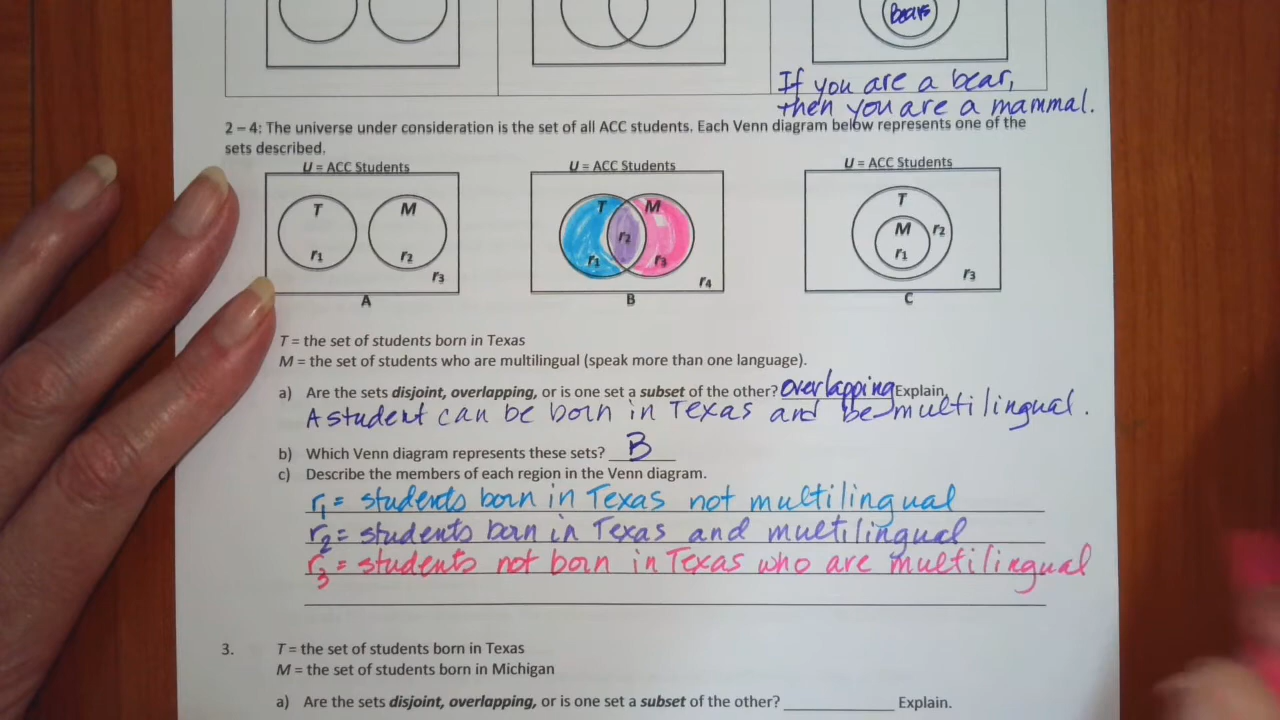 Bears
If you are a bear,
then you are a mammal.
2 – 4: The universe under consideration is the set of all ACC students. Each Venn diagram below represents one of the
sets described.
U = ACC Students
T
M
r1
r2
r3
A
U = ACC Students
T
M
r1
r2
r3
r4
B
U = ACC Students
T
M
r2
r1
r3
C
T = the set of students born in Texas
M = the set of students who are multilingual (speak more than one language).
a) Are the sets disjoint, overlapping, or is one set a subset of the other? overlapping Explain.
A student can be born in Texas and be multilingual.
b) Which Venn diagram represents these sets? B
c) Describe the members of each region in the Venn diagram.
r1 = students born in Texas not multilingual
r2 = students born in Texas and multilingual
r3 = students not born in Texas who are multilingual
3. T = the set of students born in Texas
M = the set of students born in Michigan
a) Are the sets disjoint, overlapping, or is one set a subset of the other? ____________ Explain.